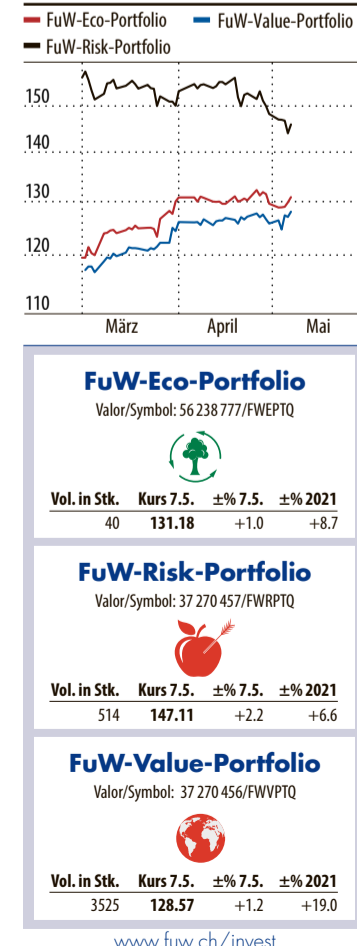 FuW-Eco-Portfolio FuW-Value-Portfolio
FuW-Risk-Portfolio
150
140
130
120
110
März April Mai
FuW-Eco-Portfolio
Valor/Symbol: 56 238 777/FWEPTQ
Vol. in Stk. Kurs 7.5. ±% 7.5. ±% 2021
40 131.18 +1.0 +8.7
FuW-Risk-Portfolio
Valor/Symbol: 37 270 457/FWRPTQ
Vol. in Stk. Kurs 7.5. ±% 7.5. ±% 2021
514 147.11 +2.2 +6.6
FuW-Value-Portfolio
Valor/Symbol: 37 270 456/FWVPTQ
Vol. in Stk. Kurs 7.5. ±% 7.5. ±% 2021
3525 128.57 +1.2 +19.0
www.fuw.ch/invest